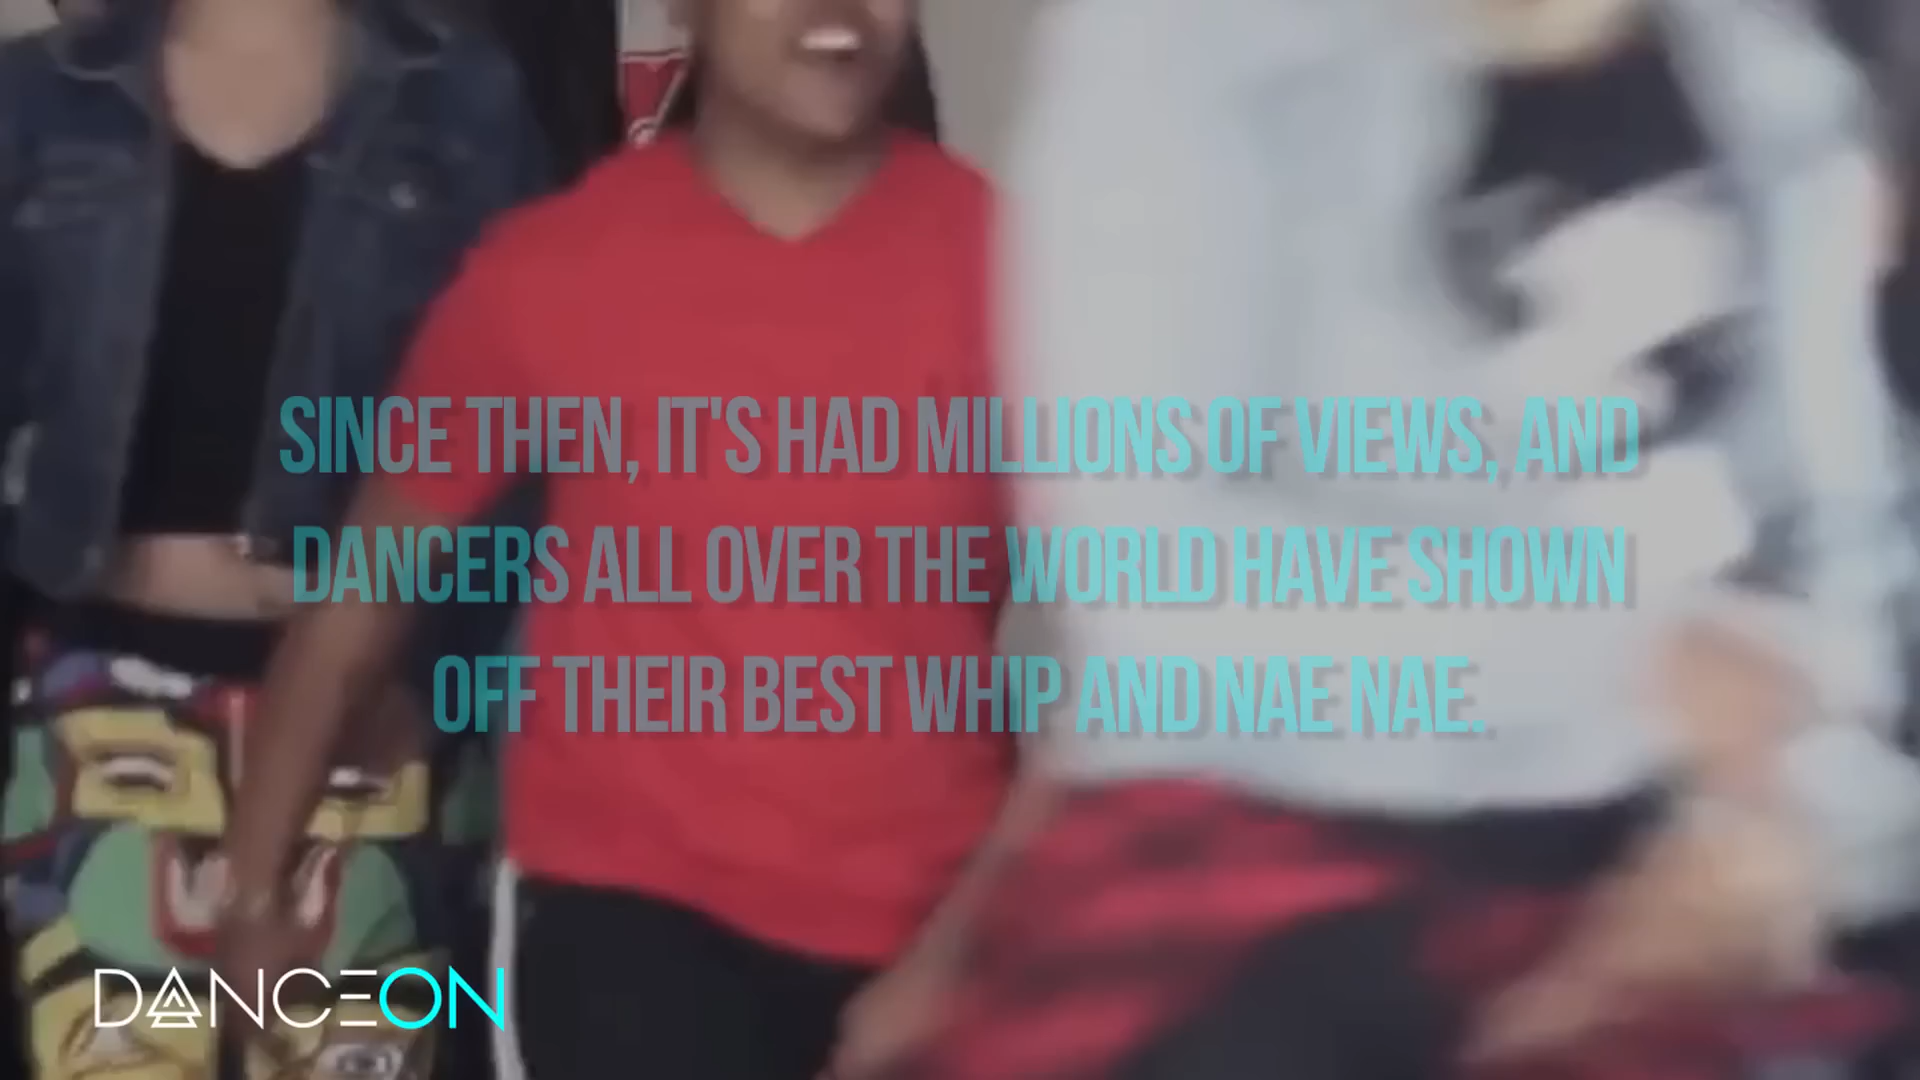 SINCE THEN, IT'S HAD MILLIONS OF VIEWS, AND
DANCERS ALL OVER THE WORLD HAVE SHOWN
OFF THEIR BEST WHIP AND NAE NAE.
DANCEON